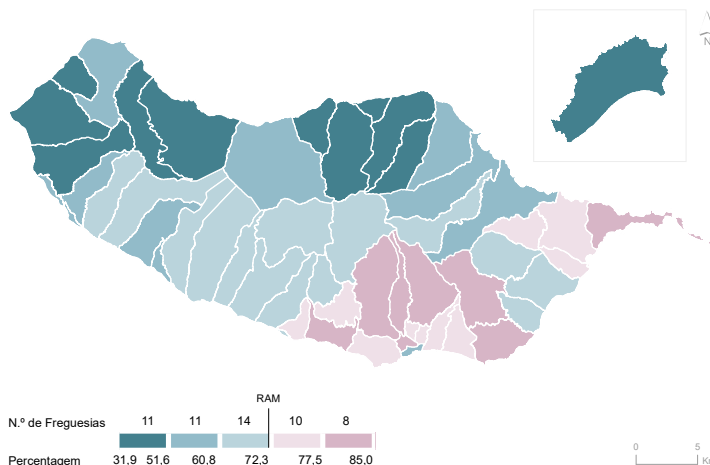 N
RAM
N.º de Freguesias 11 11 14 10 8
Percentagem 31,9 51,6 60,8 72,3 77,5 85,0
0 5